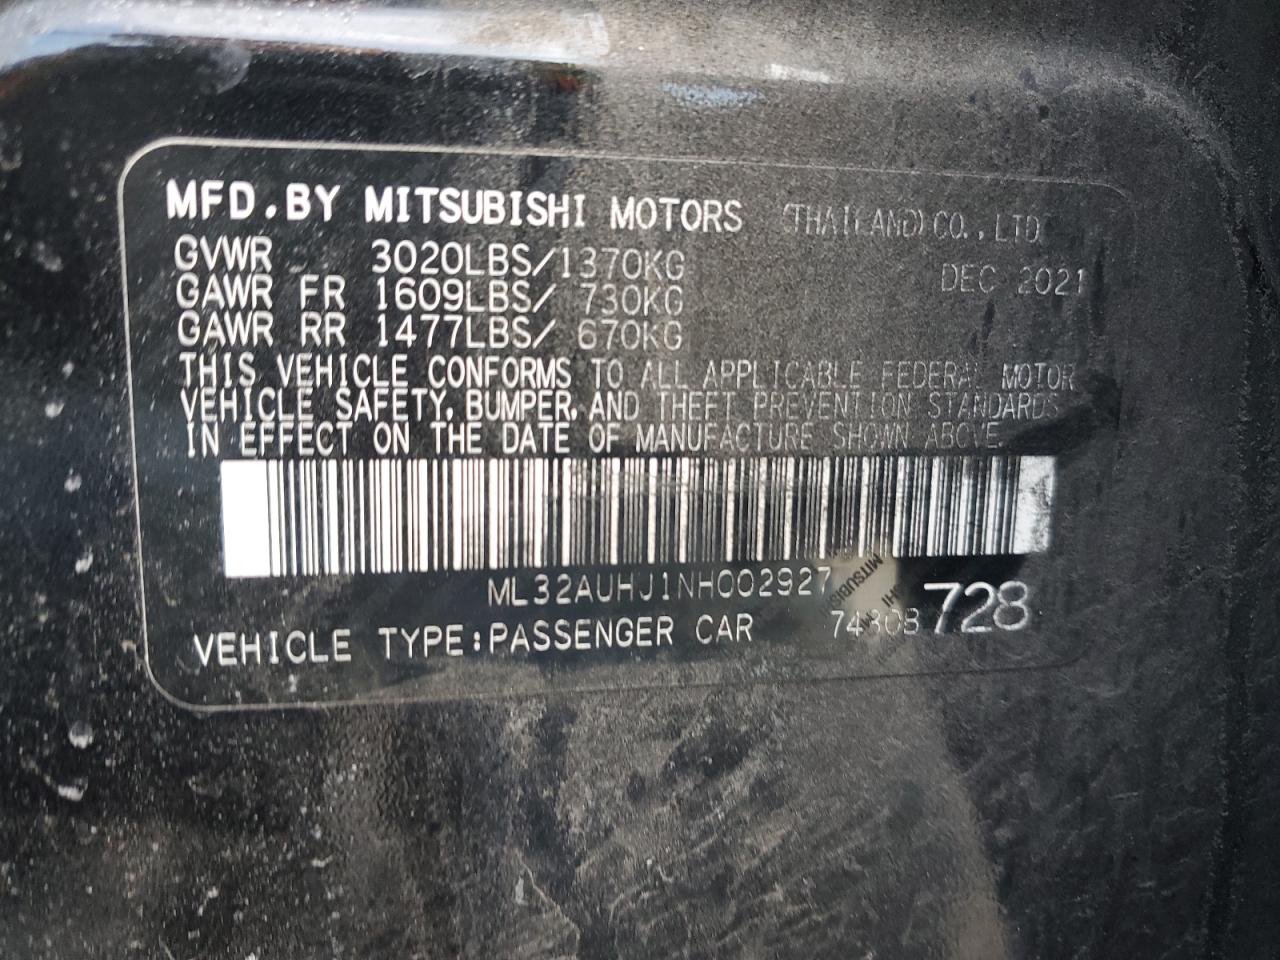 MFD.BY MITSUBISHI MOTORS (THAILAND) CO., LTD.
GVWR 3020LBS/1370KG DEC 2021
GAWR FR 1609LBS/ 730KG
GAWR RR 1477LBS/ 670KG
THIS VEHICLE CONFORMS TO ALL APPLICABLE FEDERAL MOTOR
VEHICLE SAFETY, BUMPER, AND THEFT PREVENTION STANDARDS
IN EFFECT ON THE DATE OF MANUFACTURE SHOWN ABOVE.
ML32AUHJ1NH002927
MITSUBISHI
728
VEHICLE TYPE:PASSENGER CAR